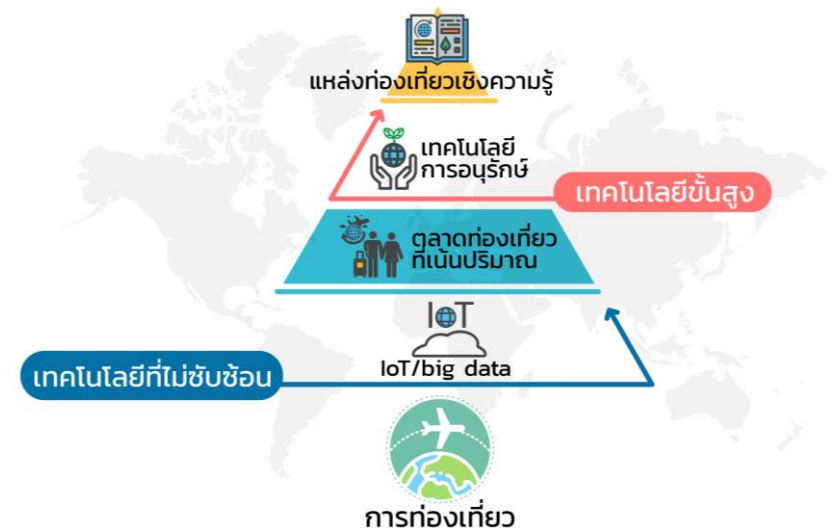 แหล่งท่องเที่ยวเชิงความรู้
เทคโนโลยี
การอนุรักษ์
เทคโนโลยีขั้นสูง
ตลาดท่องเที่ยว
ที่เน้นปริมาณ
IoT
IoT/big data
เทคโนโลยีที่ไม่ซับซ้อน
การท่องเที่ยว